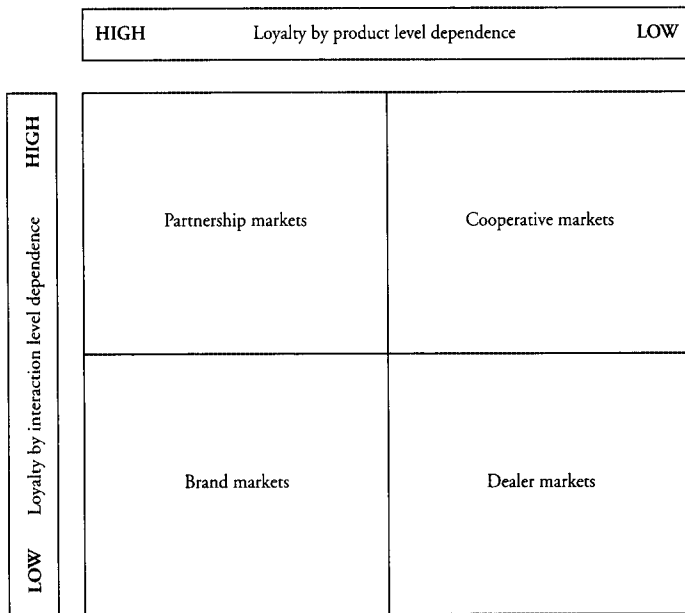 HIGH Loyalty by product level dependence LOW
HIGH
Loyalty by interaction level dependence
LOW
Partnership markets
Cooperative markets
Brand markets
Dealer markets